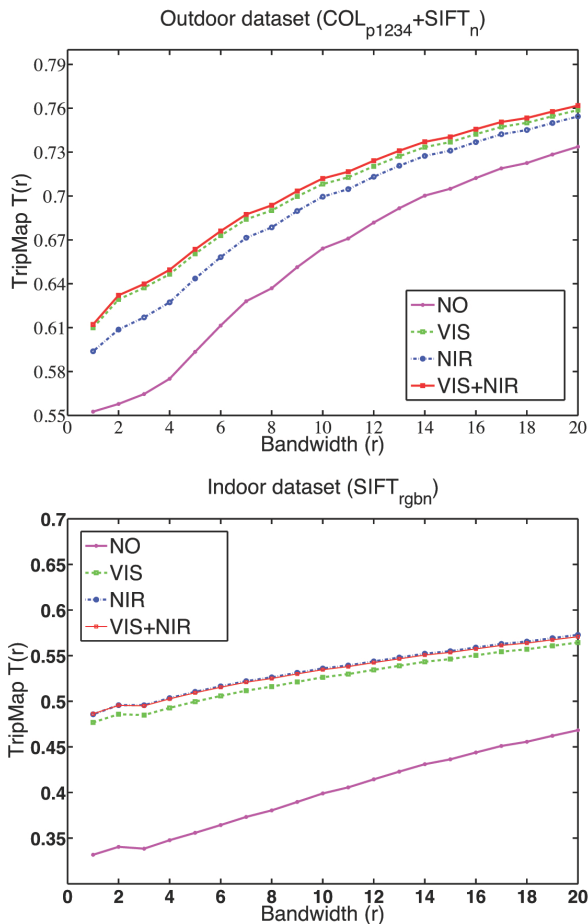 Outdoor dataset (COLp1234+SIFTn)
0.79
0.76
0.73
0.7
0.67
0.64
0.61
0.58
0.55
TripMap T(r)
NO
VIS
NIR
VIS+NIR
0 2 4 6 8 10 12 14 16 18 20
Bandwidth (r)
Indoor dataset (SIFTrgbn)
0.7
0.65
0.6
0.55
0.5
0.45
0.4
0.35
TripMap T(r)
NO
VIS
NIR
VIS+NIR
0 2 4 6 8 10 12 14 16 18 20
Bandwidth (r)